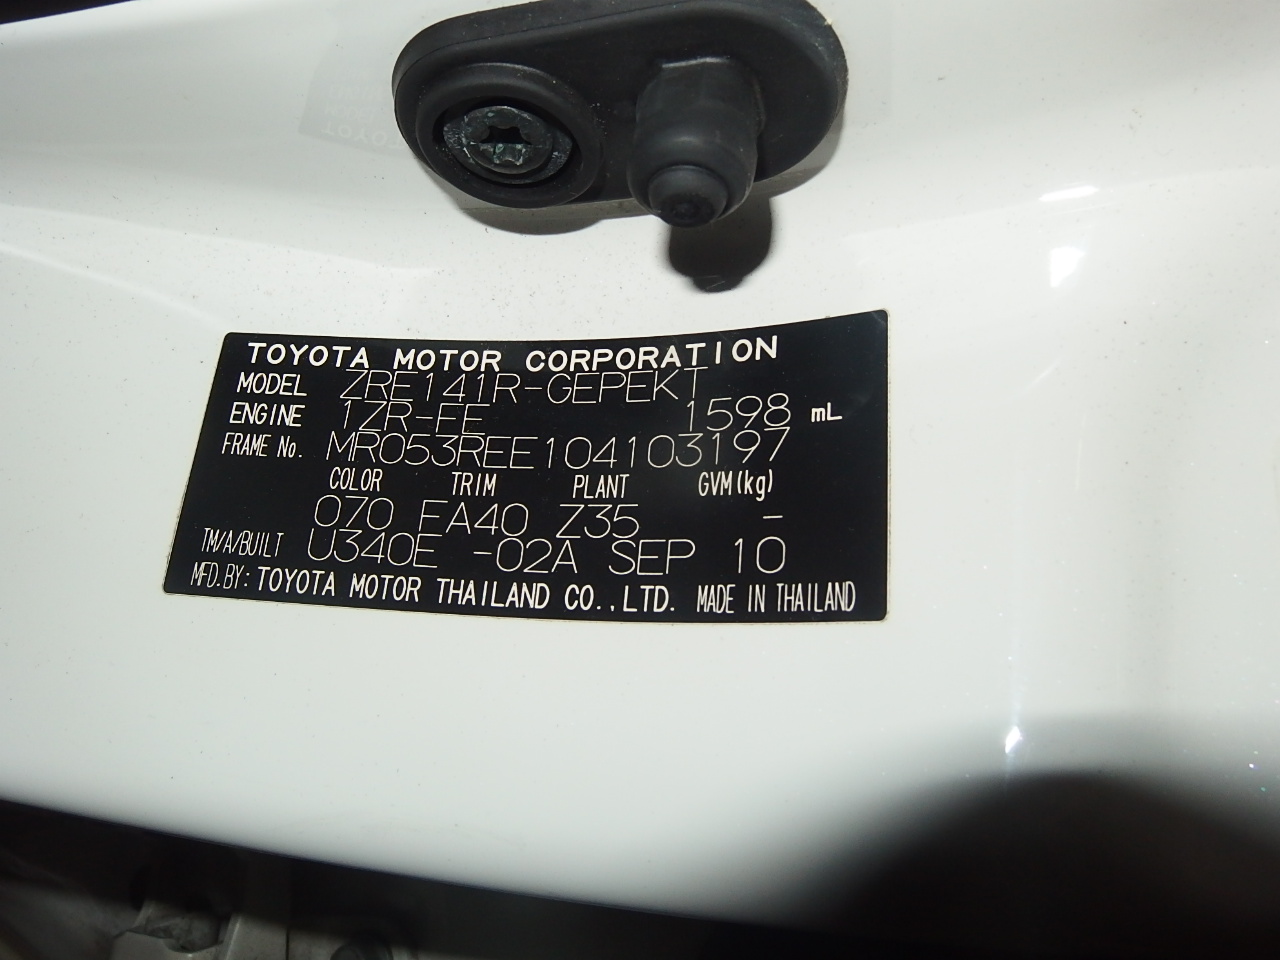 TOYOTA MOTOR CORPORATION
MODEL ZRE141R-GEPEKT
ENGINE 1ZR-FE 1598 mL
FRAME No. MR053REE104103197
COLOR TRIM PLANT GVM(kg)
070 FA40 Z35 -
TM/A/BUILT U340E -02A SEP 10
MFD.BY: TOYOTA MOTOR THAILAND CO.,LTD. MADE IN THAILAND